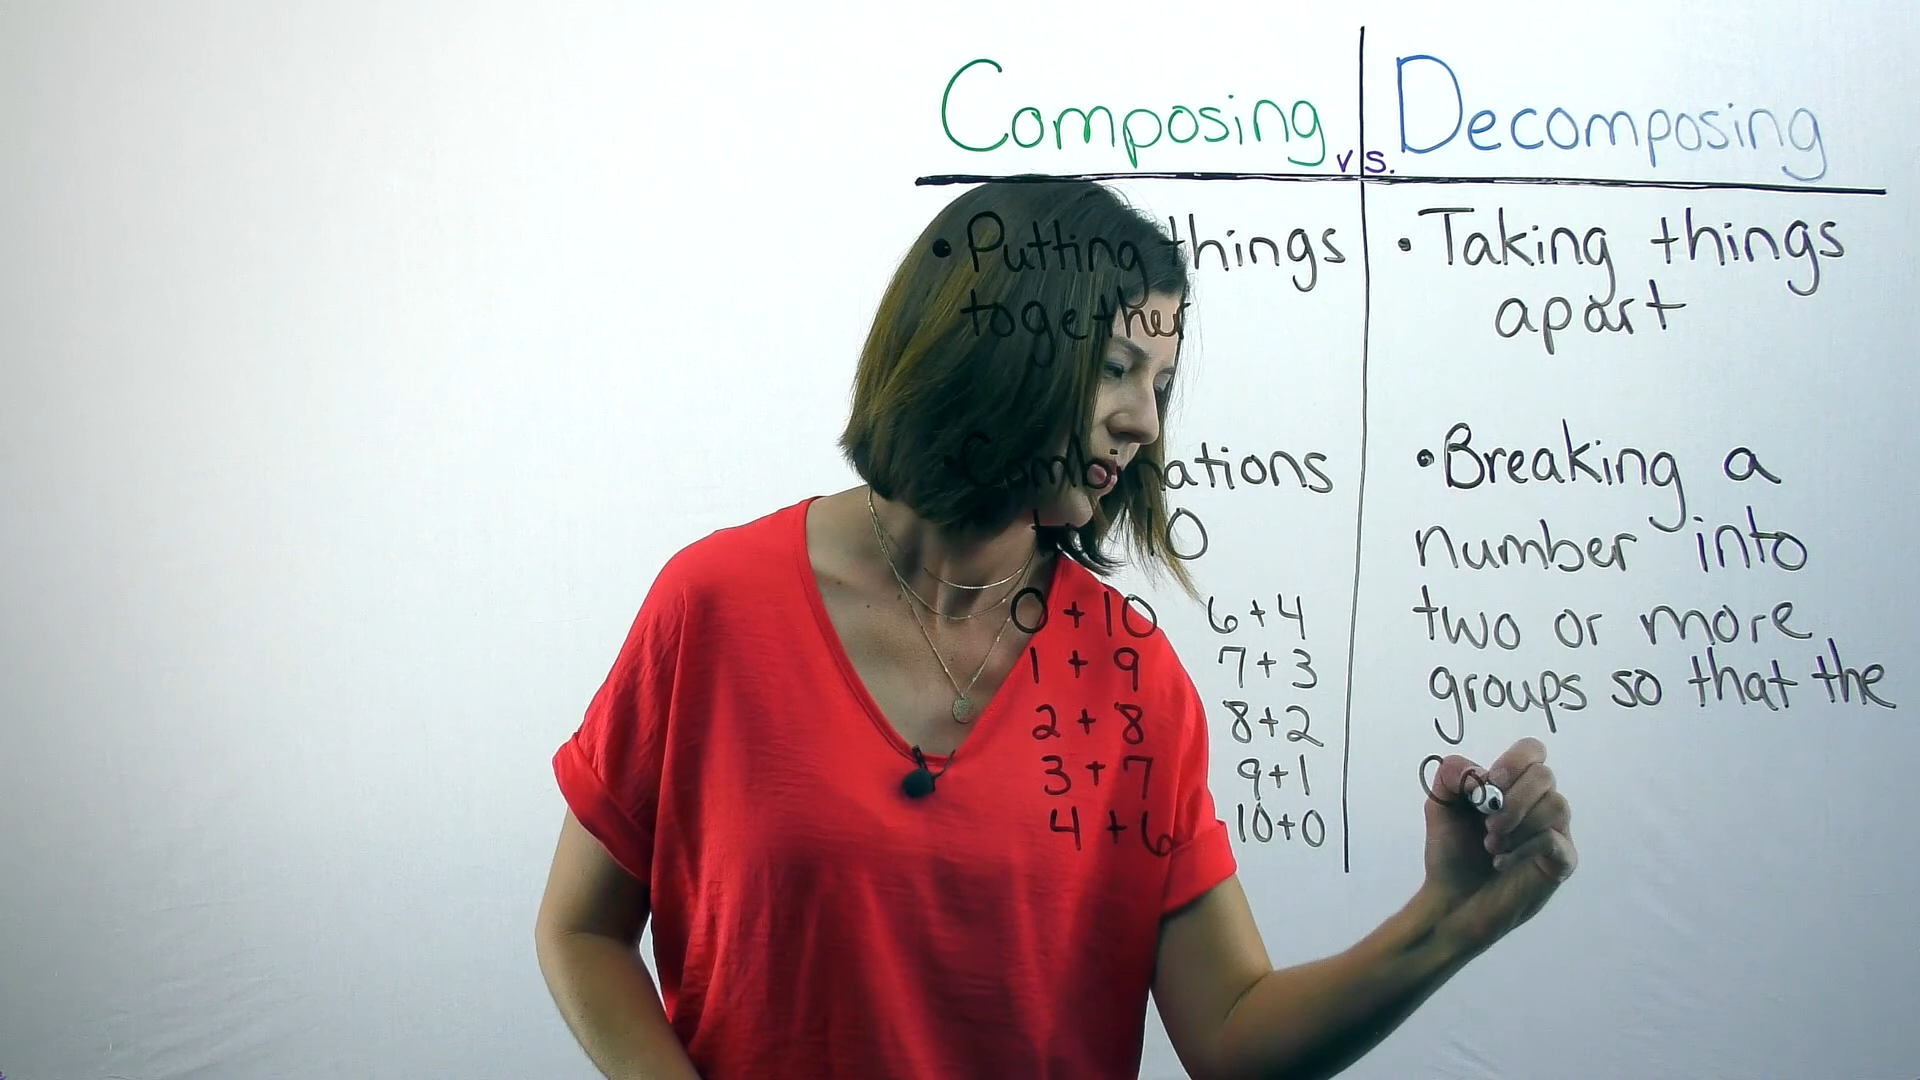 Composing vs. Decomposing
• Putting things
together
• Combinations
to 10
0 + 10 6 + 4
1 + 9 7 + 3
2 + 8 8 + 2
3 + 7 9 + 1
4 + 6 10 + 0
• Taking things
apart
• Breaking a
number into
two or more
groups so that the